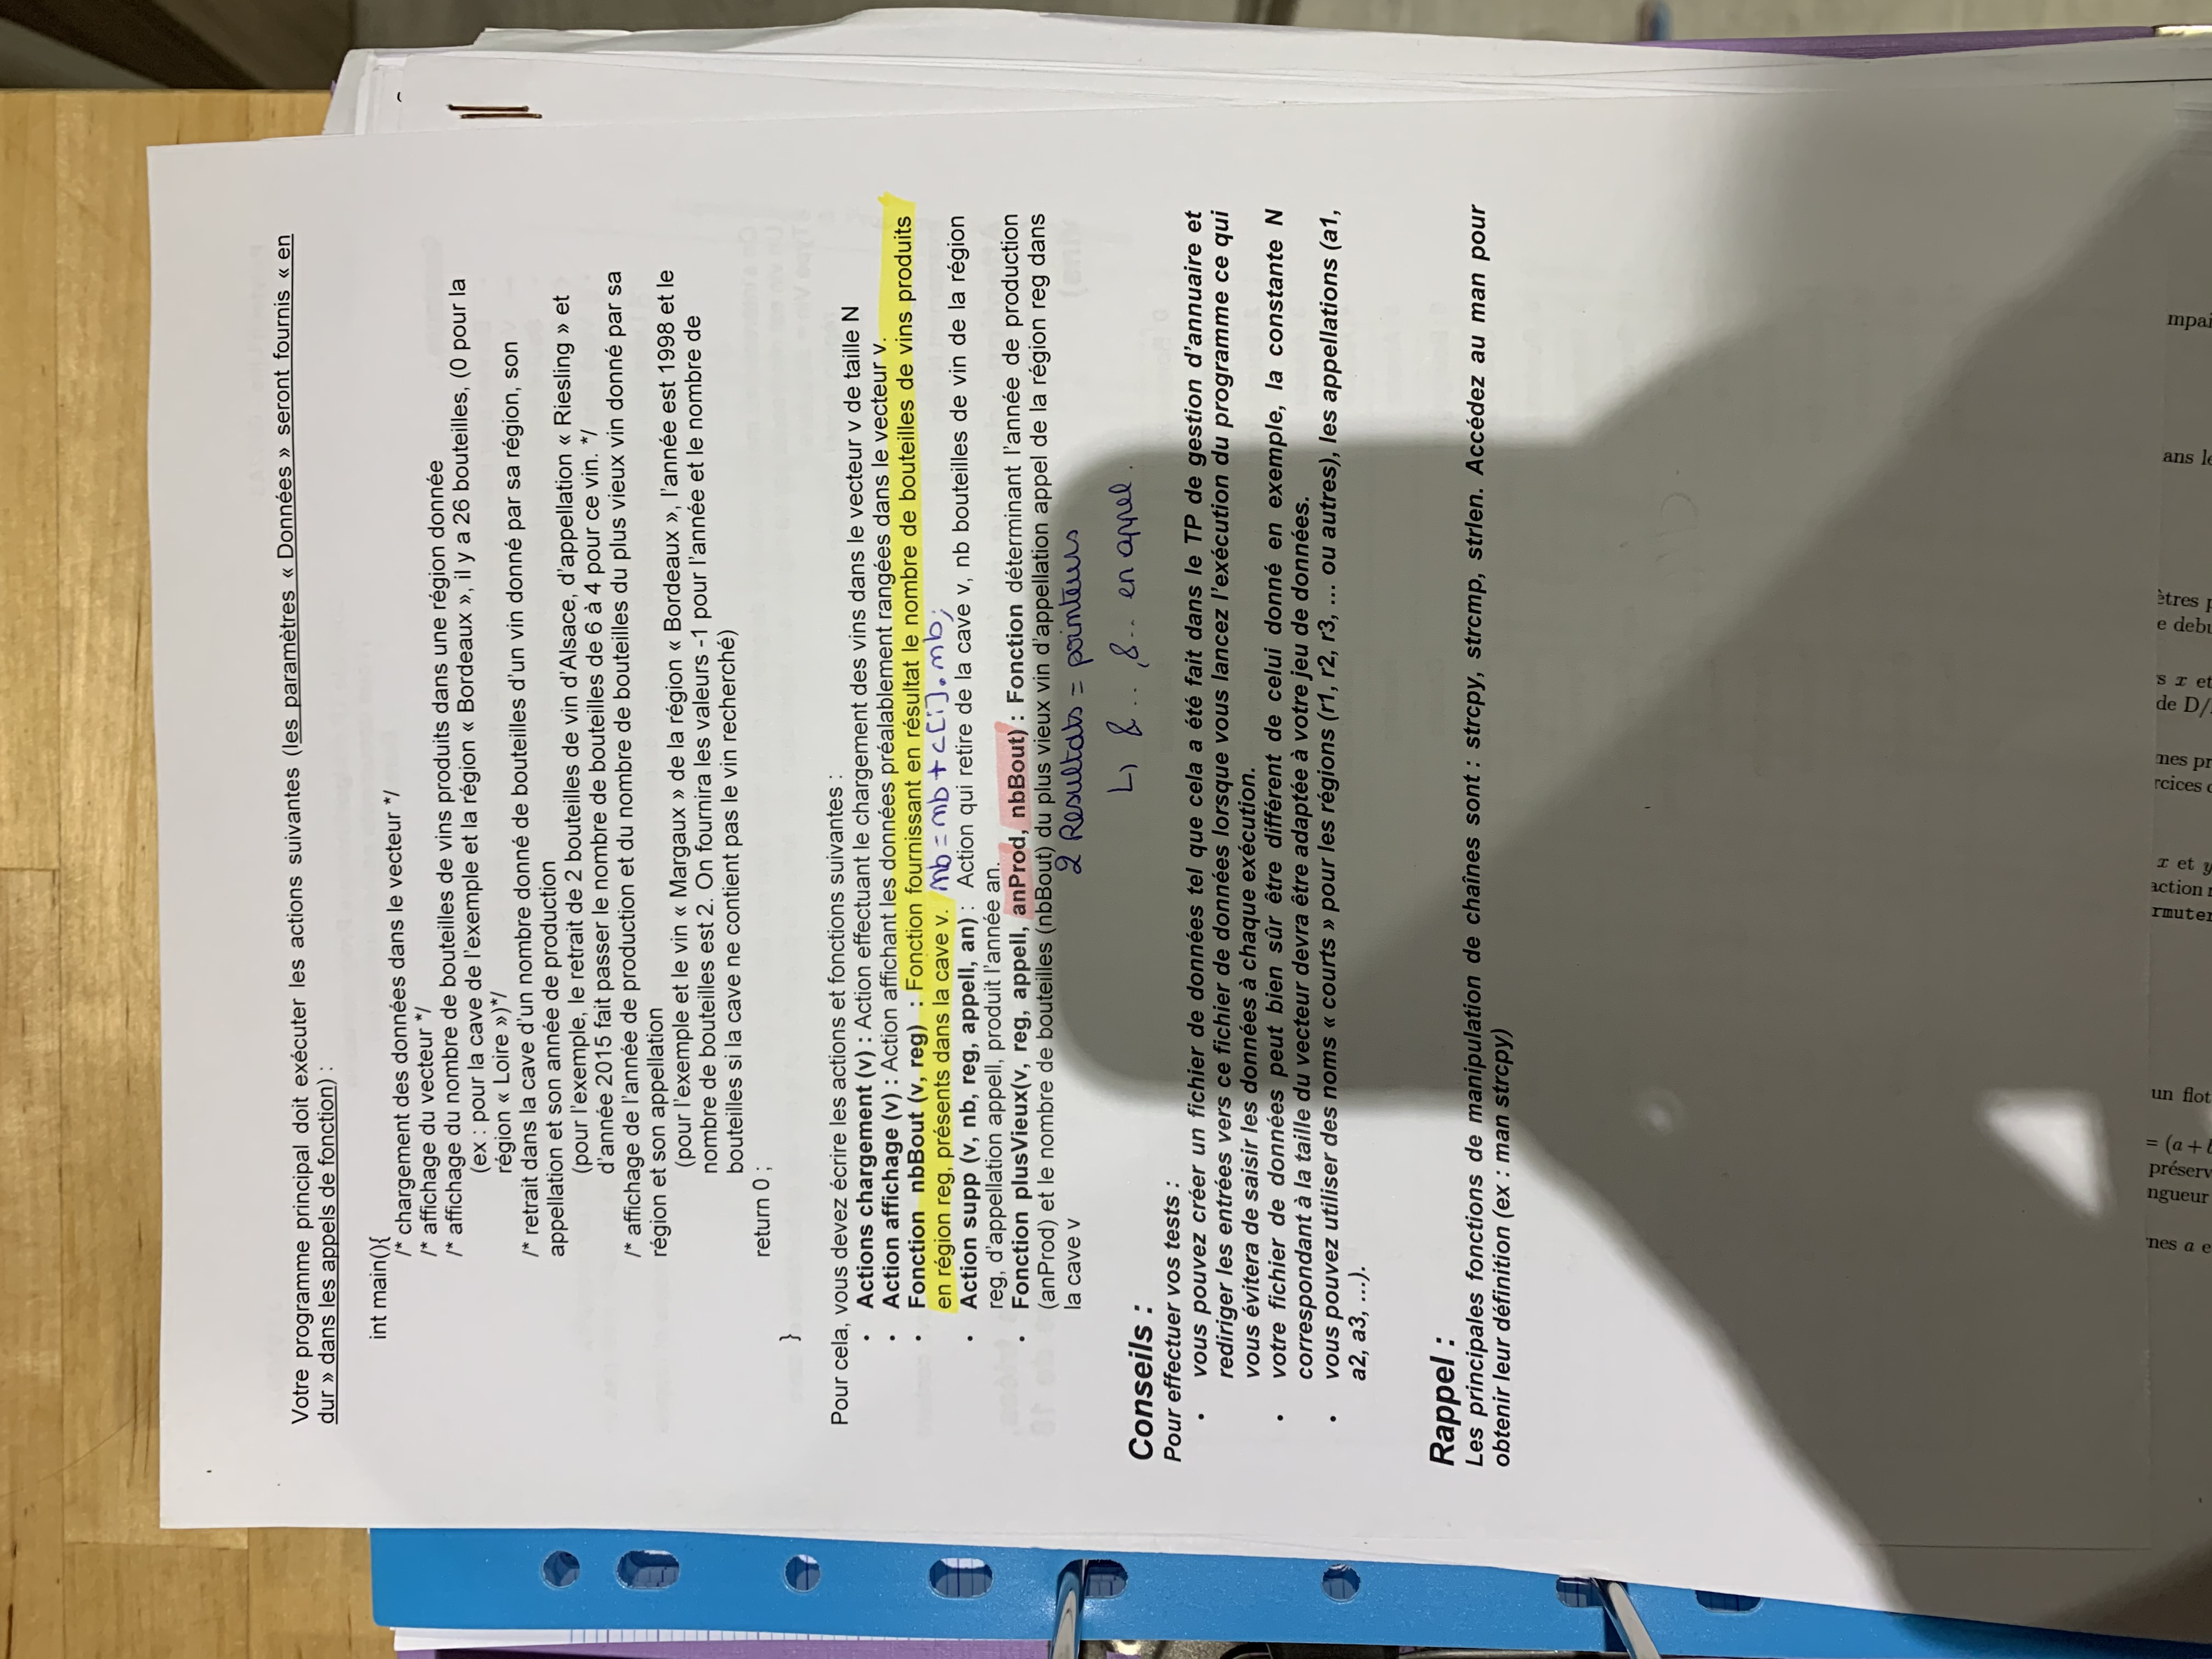 Votre programme principal doit exécuter les actions suivantes (les paramètres « Données » seront fournis « en
dur » dans les appels de fonction) :
int main(){
/* chargement des données dans le vecteur */
/* affichage du vecteur */
/* affichage du nombre de bouteilles de vins produits dans une région donnée
(ex : pour la cave de l'exemple et la région « Bordeaux », il y a 26 bouteilles, (0 pour la
région « Loire »)*/
/* retrait dans la cave d'un nombre donné de bouteilles d'un vin donné par sa région, son
appellation et son année de production
(pour l'exemple, le retrait de 2 bouteilles de vin d'Alsace, d'appellation « Riesling » et
d'année 2015 fait passer le nombre de bouteilles de 6 à 4 pour ce vin. */
/* affichage de l'année de production et du nombre de bouteilles du plus vieux vin donné par sa
région et son appellation
(pour l'exemple et le vin « Margaux » de la région « Bordeaux », l'année est 1998 et le
nombre de bouteilles est 2. On fournira les valeurs -1 pour l'année et le nombre de
bouteilles si la cave ne contient pas le vin recherché)
return 0 ;
}
Pour cela, vous devez écrire les actions et fonctions suivantes :
• Actions chargement (v) : Action effectuant le chargement des vins dans le vecteur v de taille N
• Action affichage (v) : Action affichant les données préalablement rangées dans le vecteur v.
• Fonction nbBout (v, reg) : Fonction fournissant en résultat le nombre de bouteilles de vins produits
en région reg, présents dans la cave v. nb = nb + c[i].nb;
• Action supp (v, nb, reg, appell, an) : Action qui retire de la cave v, nb bouteilles de vin de la région
reg, d'appellation appell, produit l'année an.
• Fonction plusVieux(v, reg, appell, anProd, nbBout) : Fonction déterminant l'année de production
(anProd) et le nombre de bouteilles (nbBout) du plus vieux vin d'appellation appel de la région reg dans
la cave v
2 Resultats = pointeurs
↳ &.. , &.. en appel.
Conseils :
Pour effectuer vos tests :
• vous pouvez créer un fichier de données tel que cela a été fait dans le TP de gestion d'annuaire et
rediriger les entrées vers ce fichier de données lorsque vous lancez l'exécution du programme ce qui
vous évitera de saisir les données à chaque exécution.
• votre fichier de données peut bien sûr être différent de celui donné en exemple, la constante N
correspondant à la taille du vecteur devra être adaptée à votre jeu de données.
• vous pouvez utiliser des noms « courts » pour les régions (r1, r2, r3, ... ou autres), les appellations (a1,
a2, a3, ...).
Rappel :
Les principales fonctions de manipulation de chaînes sont : strcpy, strcmp, strlen. Accédez au man pour
obtenir leur définition (ex : man strcpy)